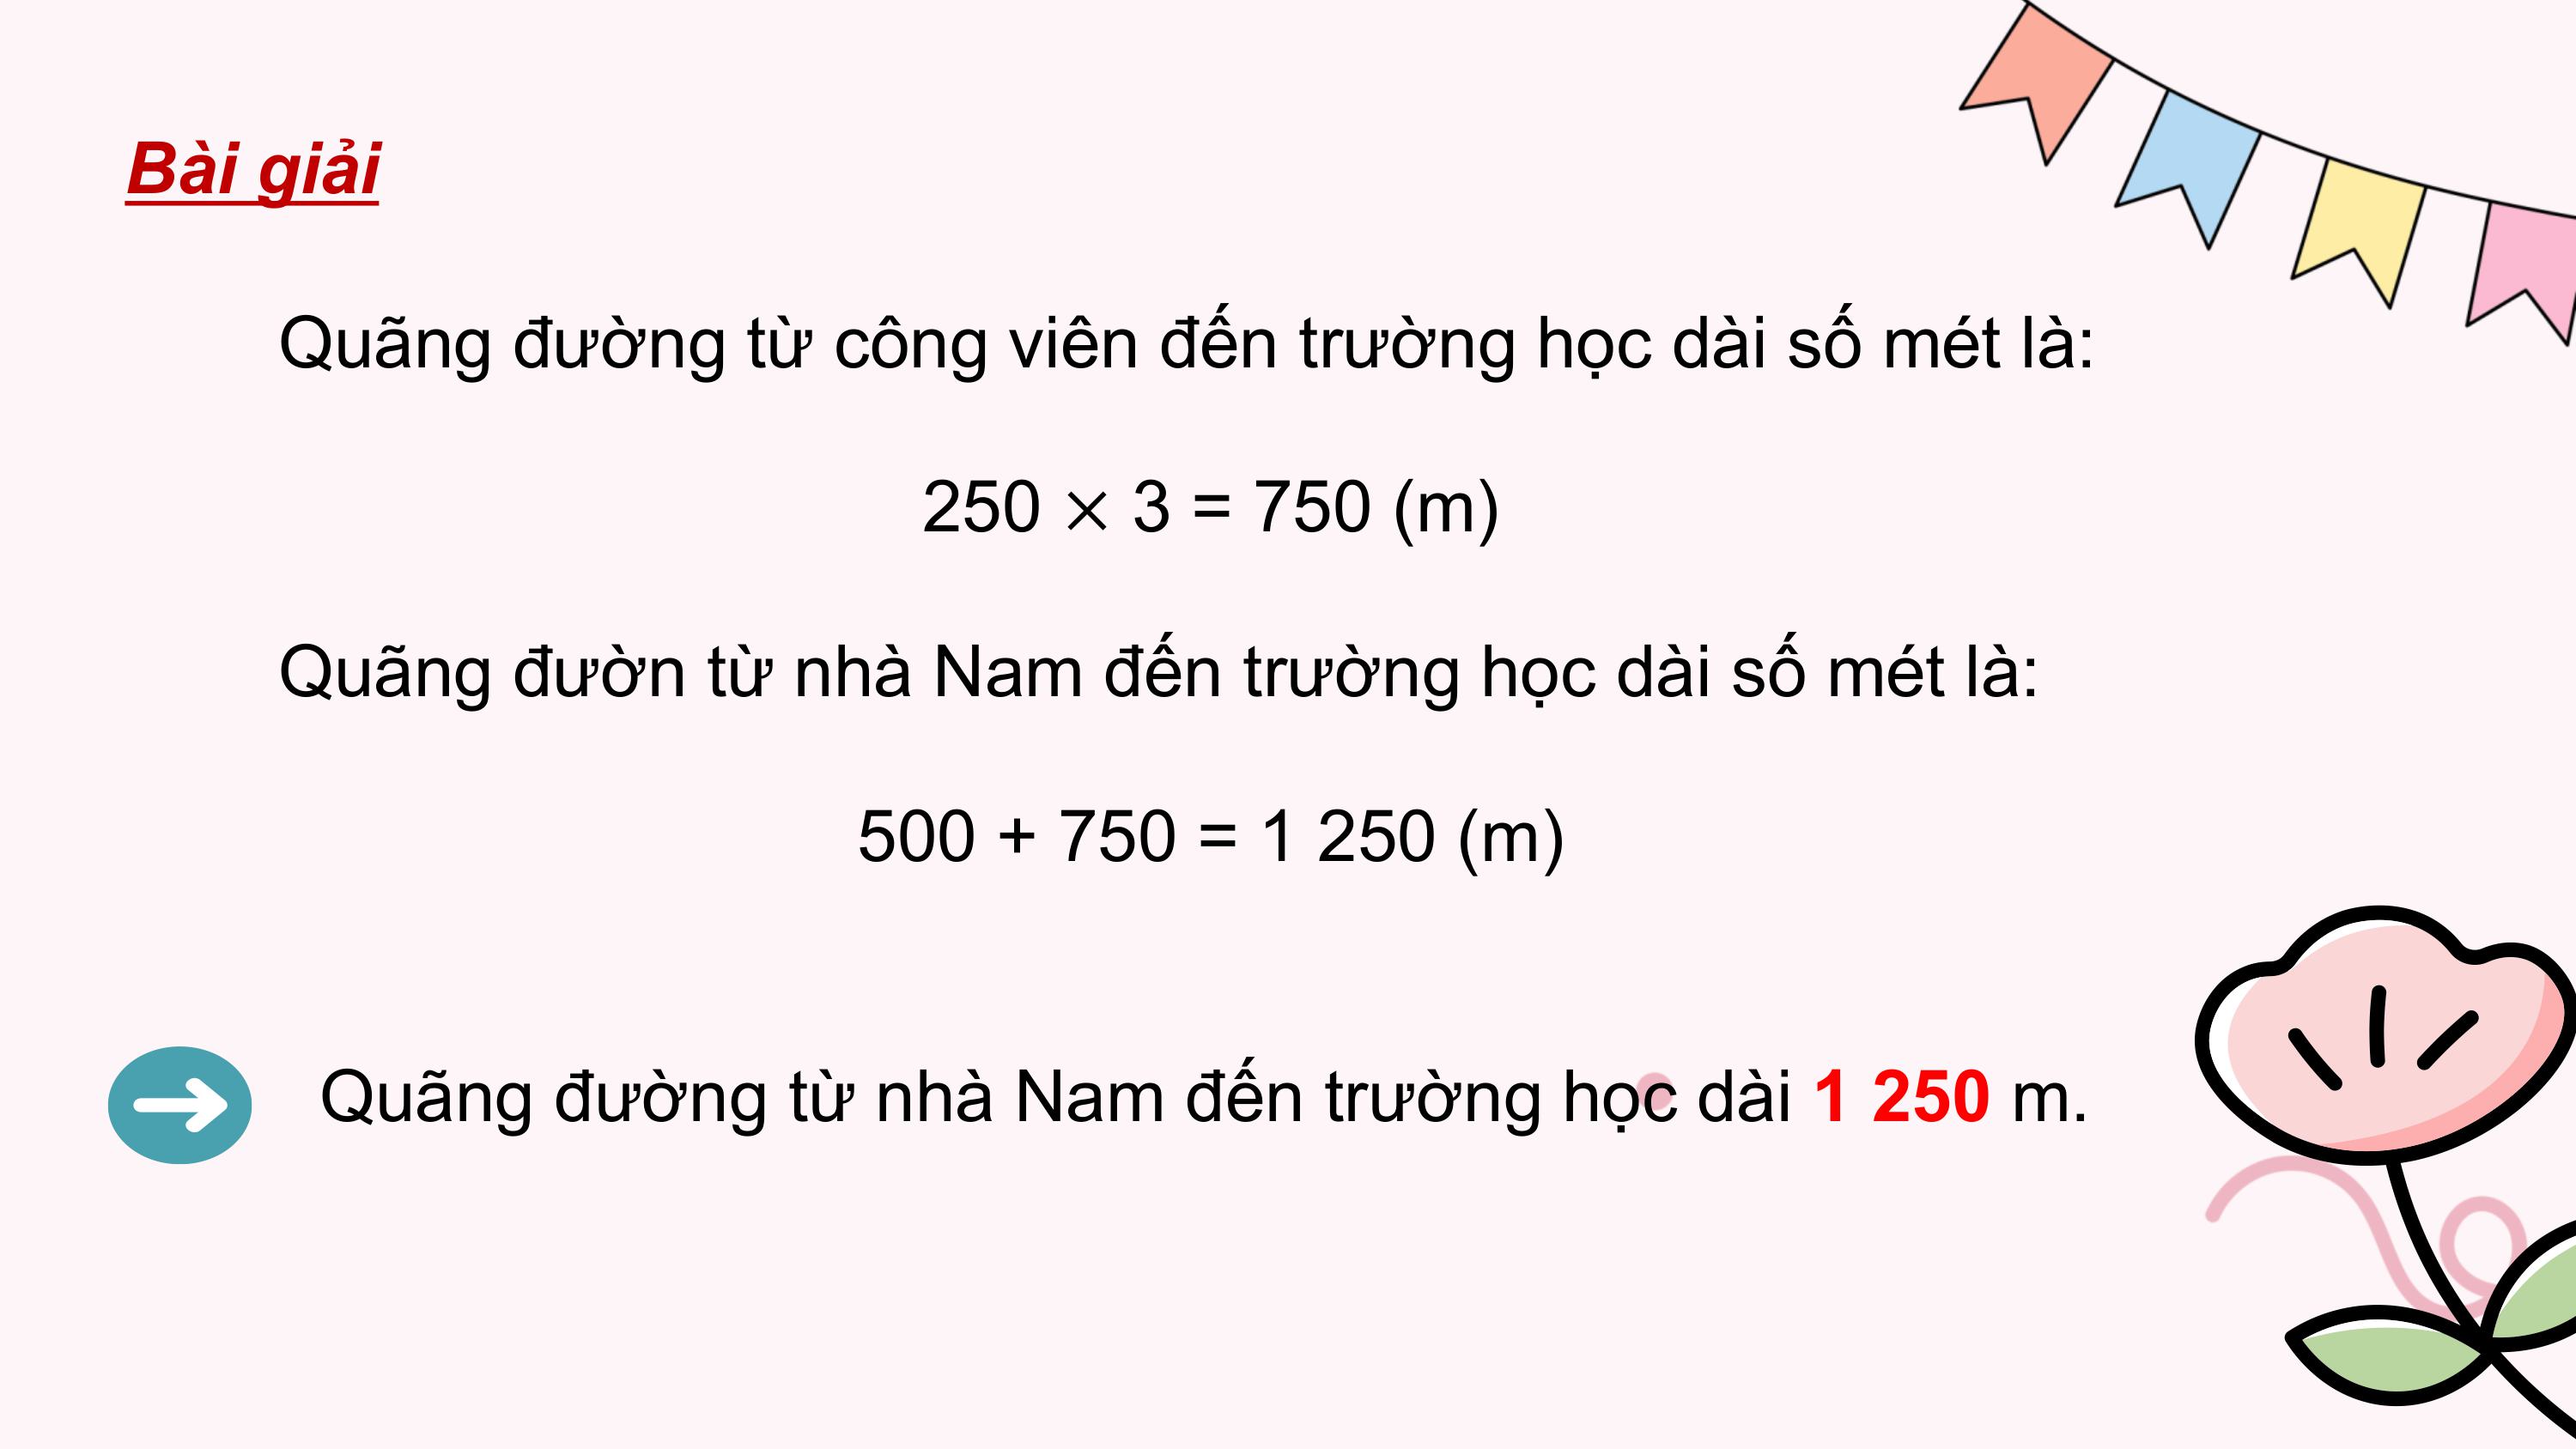 Bài giải
Quãng đường từ công viên đến trường học dài số mét là:
250 × 3 = 750 (m)
Quãng đườn từ nhà Nam đến trường học dài số mét là:
500 + 750 = 1 250 (m)
Quãng đường từ nhà Nam đến trường học dài 1 250 m.